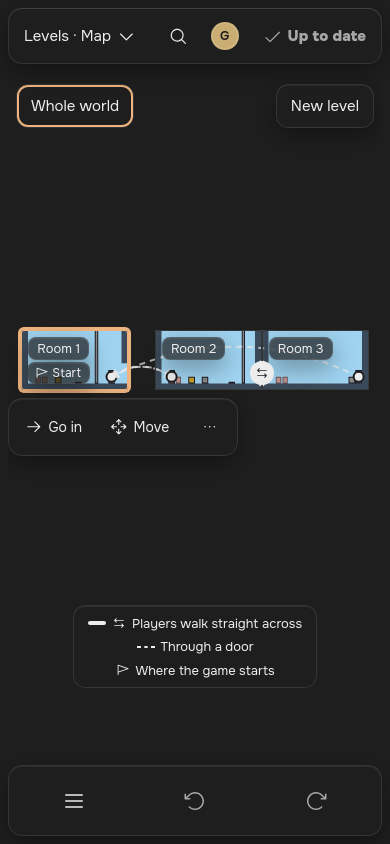 Levels · Map
G
Up to date
Whole world
New level
Room 1
Start
Room 2
Room 3
Go in
Move
...
Players walk straight across
Through a door
Where the game starts